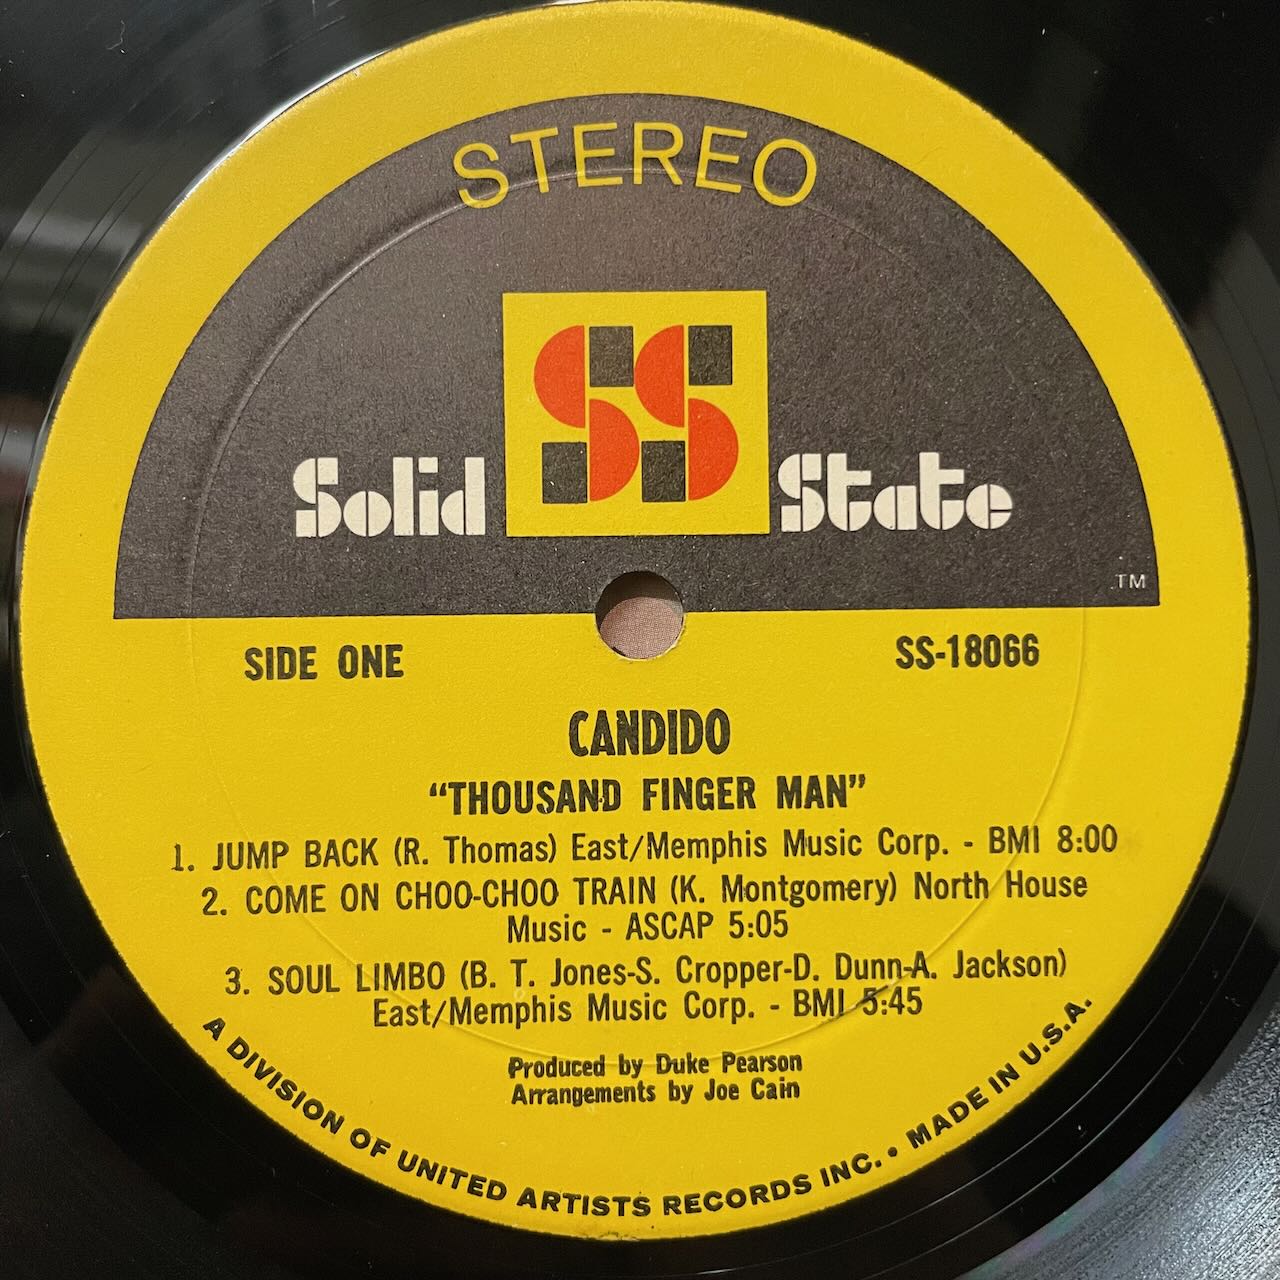 STEREO
SS
Solid State
TM
SIDE ONE SS-18066
CANDIDO
“THOUSAND FINGER MAN”
1. JUMP BACK (R. Thomas) East/Memphis Music Corp. - BMI 8:00
2. COME ON CHOO-CHOO TRAIN (K. Montgomery) North House
Music - ASCAP 5:05
3. SOUL LIMBO (B. T. Jones-S. Cropper-D. Dunn-A. Jackson)
East/Memphis Music Corp. - BMI 5:45
Produced by Duke Pearson
Arrangements by Joe Cain
A DIVISION OF UNITED ARTISTS RECORDS INC. • MADE IN U.S.A.